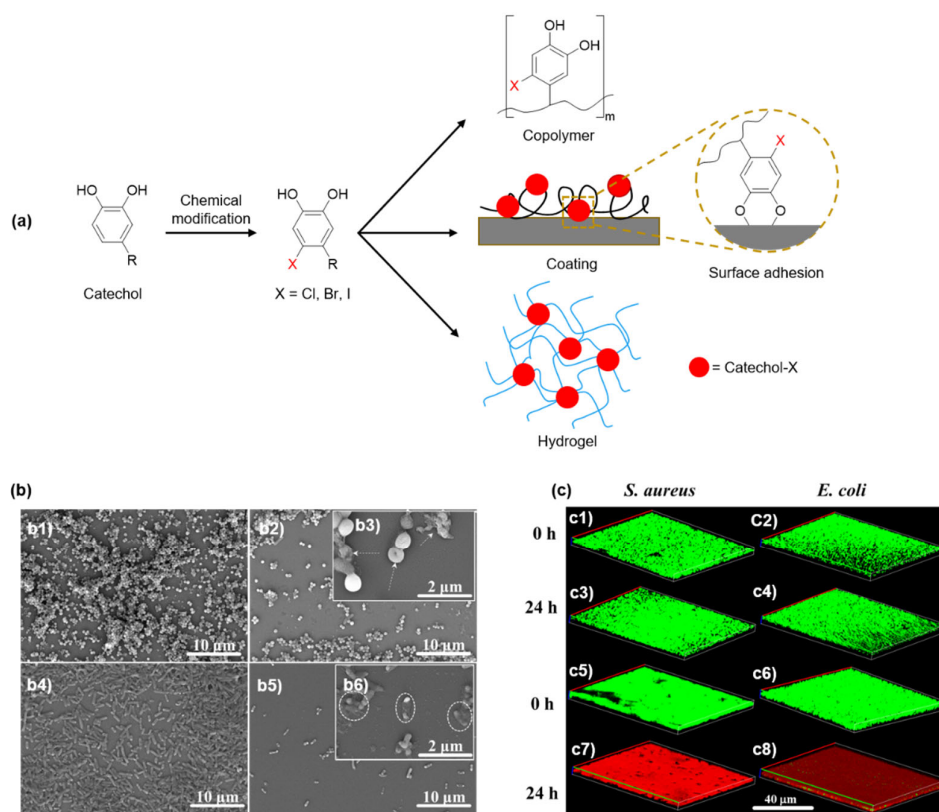 HO
OH
X
m
Copolymer
(a)
HO OH
R
Catechol
Chemical
modification
HO OH
X
R
X = Cl, Br, I
Coating
X
O O
Surface adhesion
= Catechol-X
Hydrogel
(b)
b1)
10 μm
b2)
b3)
2 μm
10 μm
b4)
10 μm
b5)
b6)
2 μm
10 μm
(c)
S. aureus E. coli
0 h
c1) C2)
24 h
c3) c4)
0 h
c5) c6)
24 h
c7) c8)
40 μm